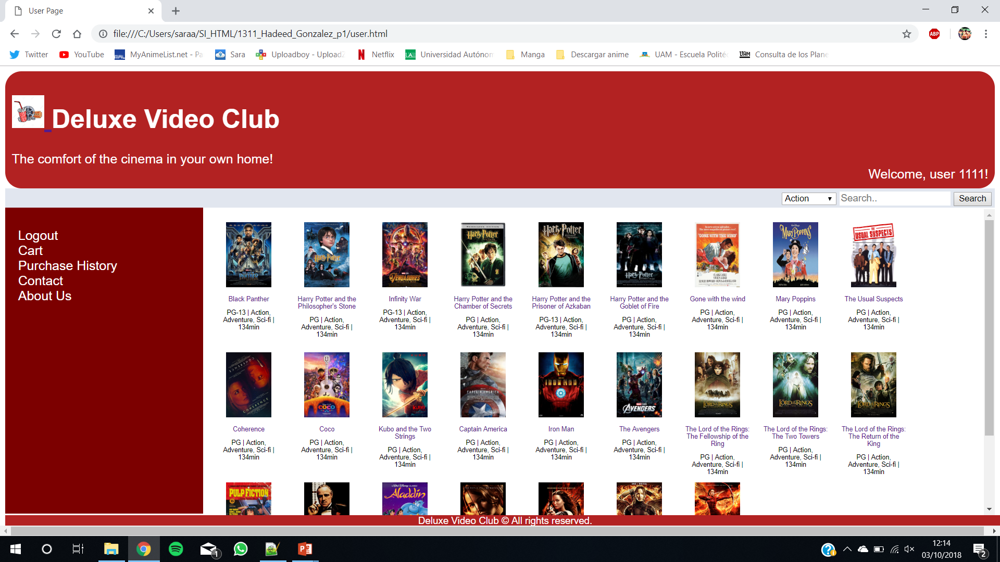 User Page
file:///C:/Users/saraa/SI_HTML/1311_Hadeed_Gonzalez_p1/user.html
ABP
Twitter
YouTube
MAL
MyAnimeList.net - Pa
Sara
Uploadboy - UploadZ
Netflix
Universidad Autónom
Manga
Descargar anime
UAM - Escuela Polité
Consulta de los Plane
Deluxe Video Club
The comfort of the cinema in your own home!
Welcome, user 1111!
Action
Search..
Search
Logout
Cart
Purchase History
Contact
About Us
Black Panther
PG-13 | Action,
Adventure, Sci-fi |
134min
Harry Potter and the
Philosopher's Stone
PG | Action,
Adventure, Sci-fi |
134min
Infinity War
PG-13 | Action,
Adventure, Sci-fi |
134min
Harry Potter and the
Chamber of Secrets
PG | Action,
Adventure, Sci-fi |
134min
Harry Potter and the
Prisoner of Azkaban
PG-13 | Action,
Adventure, Sci-fi |
134min
Harry Potter and the
Goblet of Fire
PG | Action,
Adventure, Sci-fi |
134min
Gone with the wind
PG | Action,
Adventure, Sci-fi |
134min
Mary Poppins
PG | Action,
Adventure, Sci-fi |
134min
The Usual Suspects
PG | Action,
Adventure, Sci-fi |
134min
Coherence
PG | Action,
Adventure, Sci-fi |
134min
Coco
PG | Action,
Adventure, Sci-fi |
134min
Kubo and the Two
Strings
PG | Action,
Adventure, Sci-fi |
134min
Captain America
PG | Action,
Adventure, Sci-fi |
134min
Iron Man
PG | Action,
Adventure, Sci-fi |
134min
The Avengers
PG | Action,
Adventure, Sci-fi |
134min
The Lord of the Rings:
The Fellowship of the
Ring
PG | Action,
Adventure, Sci-fi |
134min
The Lord of the Rings:
The Two Towers
PG | Action,
Adventure, Sci-fi |
134min
The Lord of the Rings:
The Return of the
King
PG | Action,
Adventure, Sci-fi |
134min
PULP FICTION
Aladdin
Deluxe Video Club © All rights reserved.
1
12:14
03/10/2018
2